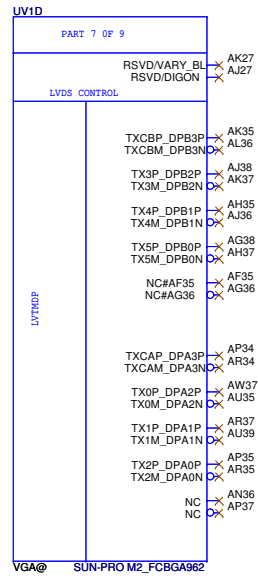 UV1D
PART 7 0F 9
RSVD/VARY_BL AK27
RSVD/DIGON AJ27
LVDS CONTROL
TXCBP_DPB3P AK35
TXCBM_DPB3N AL36
TX3P_DPB2P AJ38
TX3M_DPB2N AK37
TX4P_DPB1P AH35
TX4M_DPB1N AJ36
TX5P_DPB0P AG38
TX5M_DPB0N AH37
NC#AF35 AF35
NC#AG36 AG36
LVTMDP
TXCAP_DPA3P AP34
TXCAM_DPA3N AR34
TX0P_DPA2P AW37
TX0M_DPA2N AU35
TX1P_DPA1P AR37
TX1M_DPA1N AU39
TX2P_DPA0P AP35
TX2M_DPA0N AR35
NC AN36
NC AP37
VGA@ SUN-PRO M2_FCBGA962